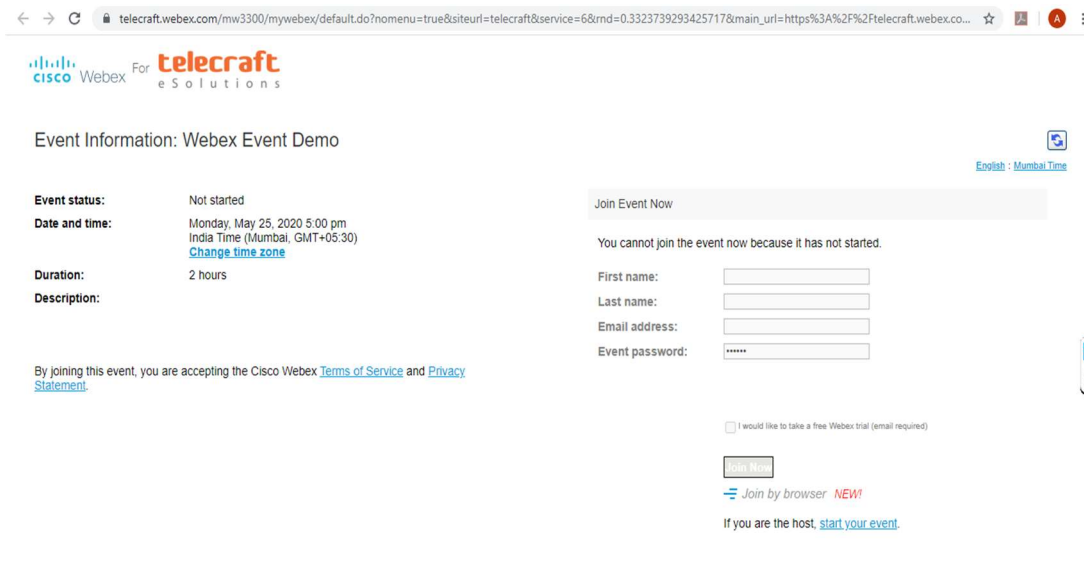 telecraft.webex.com/mw3300/mywebex/default.do?nomenu=true&siteurl=telecraft&service=6&rnd=0.3323739293425717&main_url=https%3A%2F%2Ftelecraft.webex.co...
A
cisco Webex For telecraft
eSolutions
Event Information: Webex Event Demo
English : Mumbai Time
Event status: Not started
Date and time: Monday, May 25, 2020 5:00 pm
India Time (Mumbai, GMT+05:30)
Change time zone
Duration: 2 hours
Description:
By joining this event, you are accepting the Cisco Webex Terms of Service and Privacy
Statement.
Join Event Now
You cannot join the event now because it has not started.
First name:
Last name:
Email address:
Event password: ••••••
I would like to take a free Webex trial (email required)
Join Now
Join by browser NEW!
If you are the host, start your event.